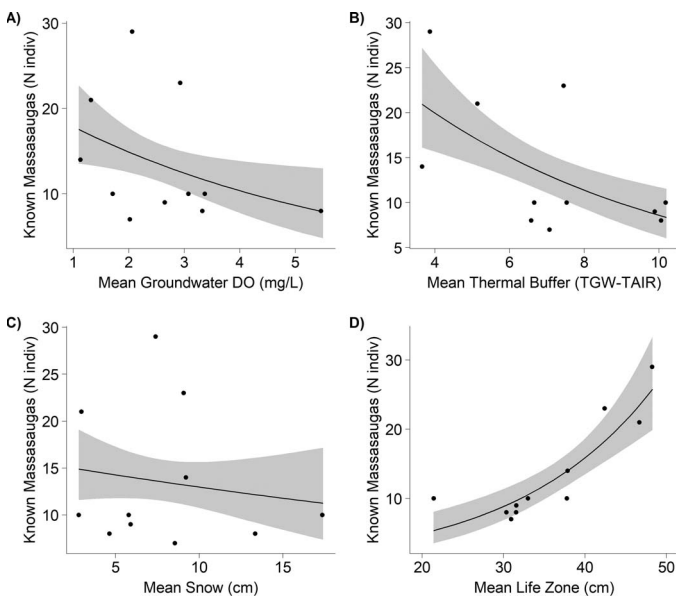 A)
30
20
10
1
2
3
4
5
Known Massasaugas (N indiv)
Mean Groundwater DO (mg/L)
B)
30
25
20
15
10
5
4
6
8
10
Known Massasaugas (N indiv)
Mean Thermal Buffer (TGW-TAIR)
C)
30
25
20
15
10
5
10
15
Known Massasaugas (N indiv)
Mean Snow (cm)
D)
30
20
10
20
30
40
50
Known Massasaugas (N indiv)
Mean Life Zone (cm)